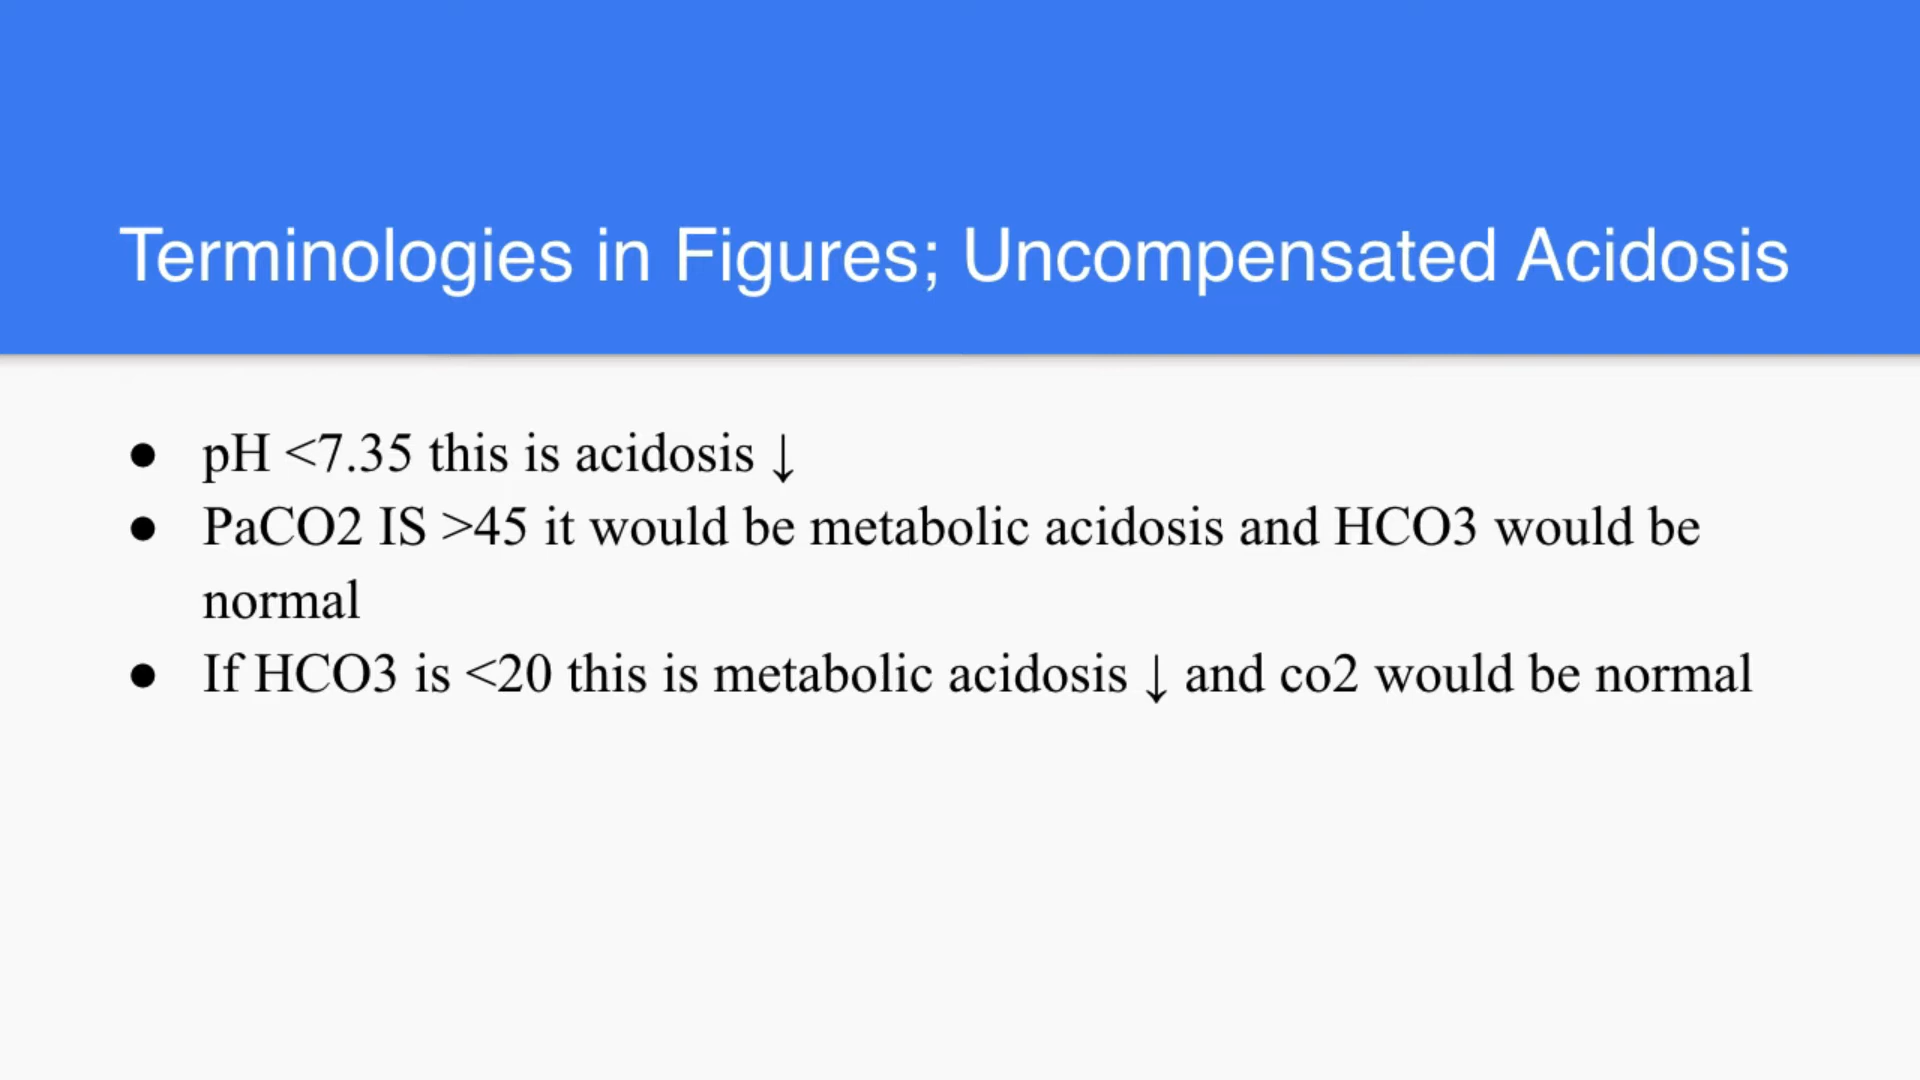 Terminologies in Figures; Uncompensated Acidosis
● pH <7.35 this is acidosis ↓
● PaCO2 IS >45 it would be metabolic acidosis and HCO3 would be
normal
● If HCO3 is <20 this is metabolic acidosis ↓ and co2 would be normal